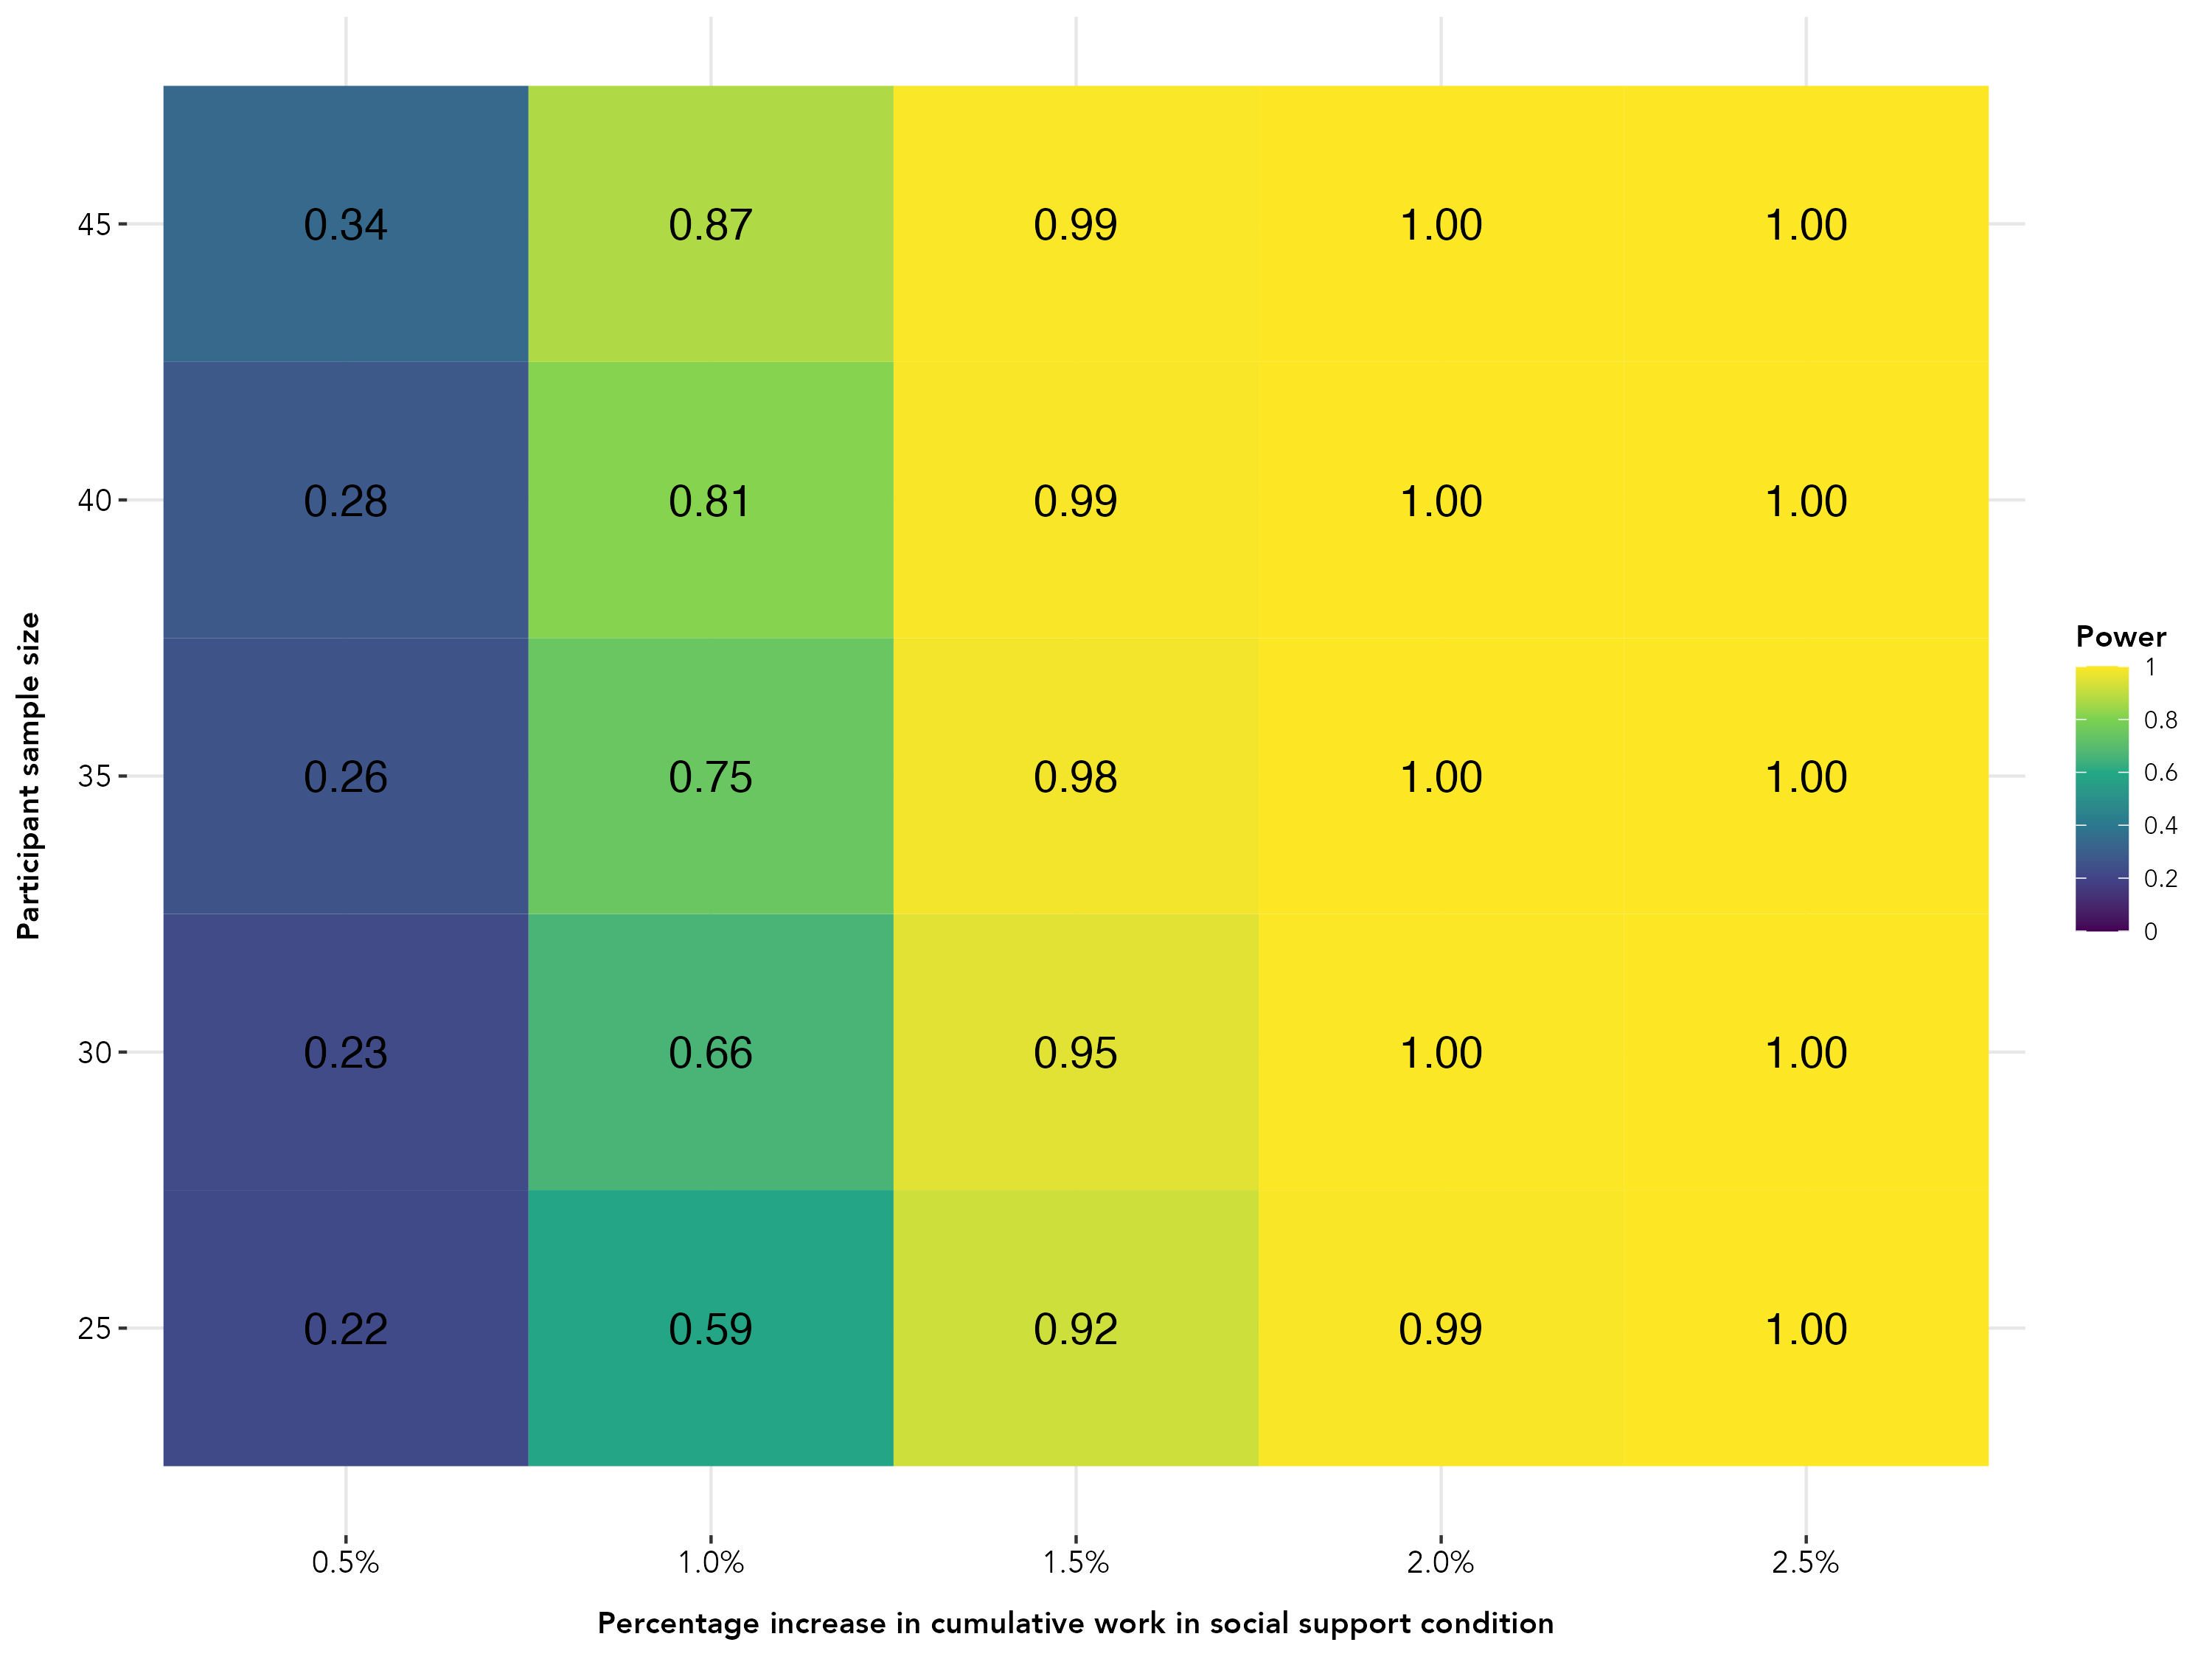 45
0.34 0.87 0.99 1.00 1.00
40
0.28 0.81 0.99 1.00 1.00
35
0.26 0.75 0.98 1.00 1.00
30
0.23 0.66 0.95 1.00 1.00
25
0.22 0.59 0.92 0.99 1.00
Participant sample size
0.5% 1.0% 1.5% 2.0% 2.5%
Percentage increase in cumulative work in social support condition
Power
1
0.8
0.6
0.4
0.2
0